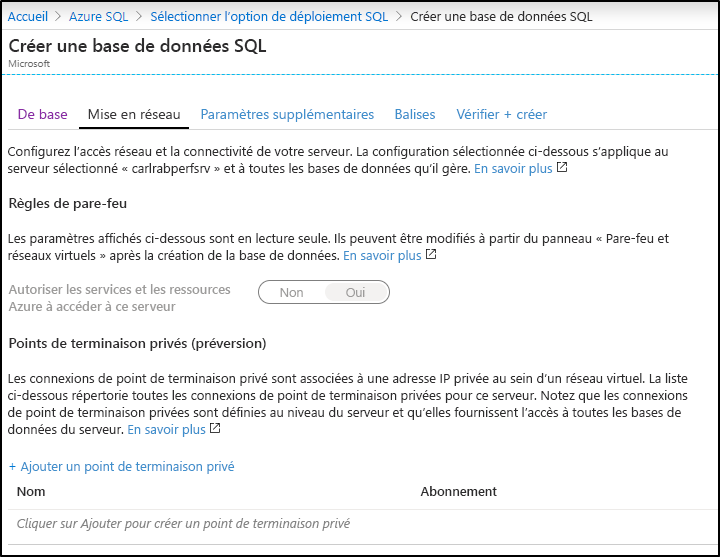 Accueil > Azure SQL > Sélectionner l’option de déploiement SQL > Créer une base de données SQL
Créer une base de données SQL
Microsoft
De base Mise en réseau Paramètres supplémentaires Balises Vérifier + créer
Configurez l’accès réseau et la connectivité de votre serveur. La configuration sélectionnée ci-dessous s’applique au
serveur sélectionné « carlrabperfsrv » et à toutes les bases de données qu’il gère. En savoir plus
Règles de pare-feu
Les paramètres affichés ci-dessous sont en lecture seule. Ils peuvent être modifiés à partir du panneau « Pare-feu et
réseaux virtuels » après la création de la base de données. En savoir plus
Autoriser les services et les ressources
Azure à accéder à ce serveur
Non Oui
Points de terminaison privés (préversion)
Les connexions de point de terminaison privé sont associées à une adresse IP privée au sein d’un réseau virtuel. La liste
ci-dessous répertorie toutes les connexions de point de terminaison privées pour ce serveur. Notez que les connexions
de point de terminaison privées sont définies au niveau du serveur et qu’elles fournissent l’accès à toutes les bases de
données du serveur. En savoir plus
+ Ajouter un point de terminaison privé
Nom Abonnement
Cliquer sur Ajouter pour créer un point de terminaison privé